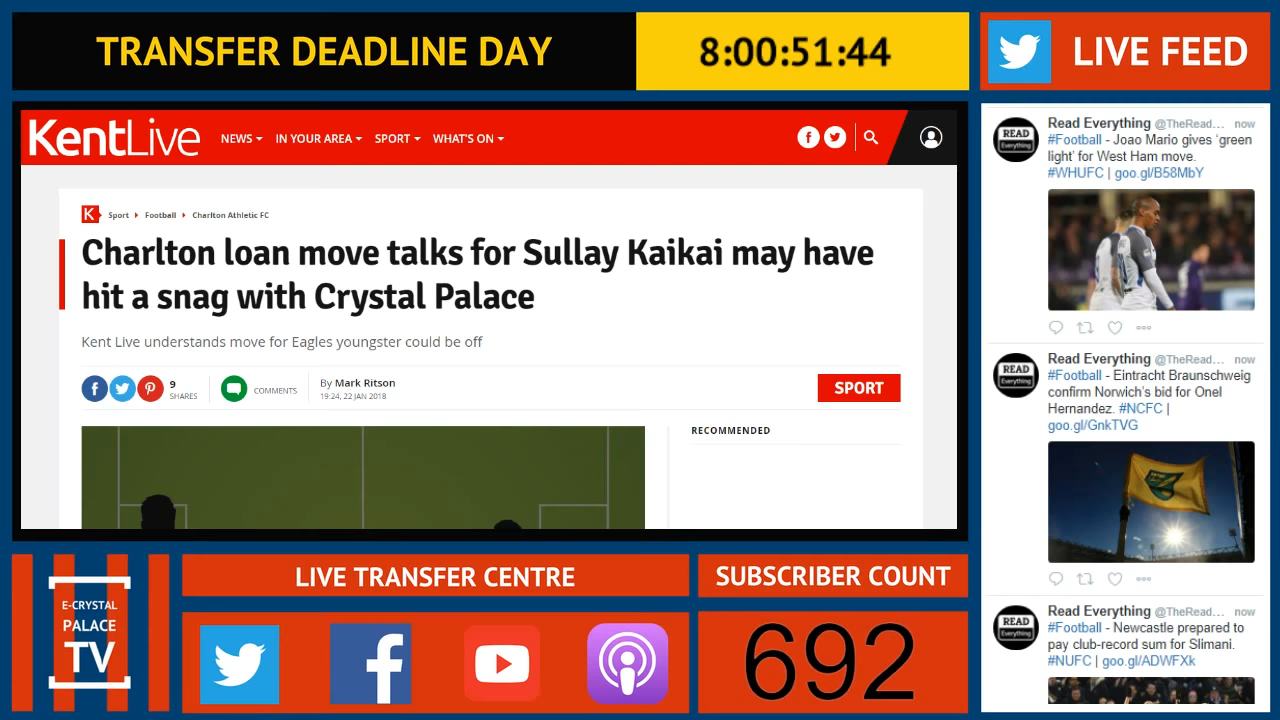 TRANSFER DEADLINE DAY
8:00:51:44
LIVE FEED
KentLive
NEWS
IN YOUR AREA
SPORT
WHAT'S ON
K
Sport
Football
Charlton Athletic FC
Charlton loan move talks for Sullay Kaikai may have
hit a snag with Crystal Palace
Kent Live understands move for Eagles youngster could be off
9
SHARES
COMMENTS
By Mark Ritson
19:24, 22 JAN 2018
SPORT
RECOMMENDED
READ
Everything
Read Everything @TheRead... now
#Football - Joao Mario gives 'green
light' for West Ham move.
#WHUFC | goo.gl/B58MbY
READ
Everything
Read Everything @TheRead... now
#Football - Eintracht Braunschweig
confirm Norwich's bid for Onel
Hernandez. #NCFC |
goo.gl/GnkTVG
READ
Everything
Read Everything @TheRead... now
#Football - Newcastle prepared to
pay club-record sum for Slimani.
#NUFC | goo.gl/ADWFXk
E-CRYSTAL
PALACE
TV
LIVE TRANSFER CENTRE
SUBSCRIBER COUNT
692